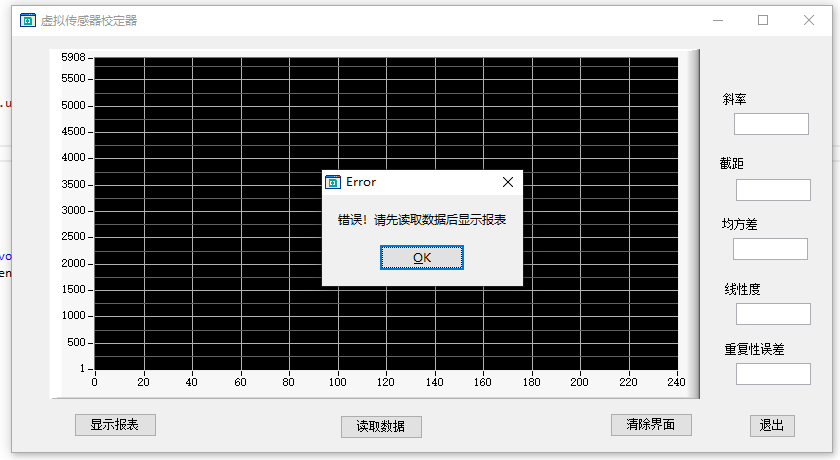 虚拟传感器校定器
.u
5908
5500
5000
4500
4000
3500
3000
2500
2000
1500
1000
500
1
0 20 40 60 80 100 120 140 160 180 200 220 240
Error
错误！请先读取数据后显示报表
OK
斜率
截距
均方差
线性度
重复性误差
vo
en
显示报表
读取数据
清除界面
退出